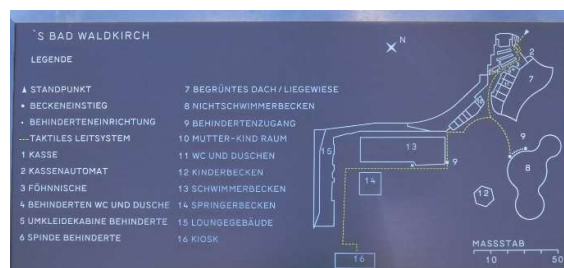 `S BAD WALDKIRCH
LEGENDE
STANDPUNKT
BECKENEINSTIEG
BEHINDERTENEINRICHTUNG
TAKTILES LEITSYSTEM
1 KASSE
2 KASSENAUTOMAT
3 FÖHNNISCHE
4 BEHINDERTEN WC UND DUSCHE
5 UMKLEIDEKABINE BEHINDERTE
6 SPINDE BEHINDERTE
7 BEGRÜNTES DACH / LIEGEWIESE
8 NICHTSCHWIMMERBECKEN
9 BEHINDERTENZUGANG
10 MUTTER-KIND RAUM
11 WC UND DUSCHEN
12 KINDERBECKEN
13 SCHWIMMERBECKEN
14 SPRINGERBECKEN
15 LOUNGEGEBÄUDE
16 KIOSK
N
2
7
15
13
9
9
8
14
12
16
MASSSTAB
10 50